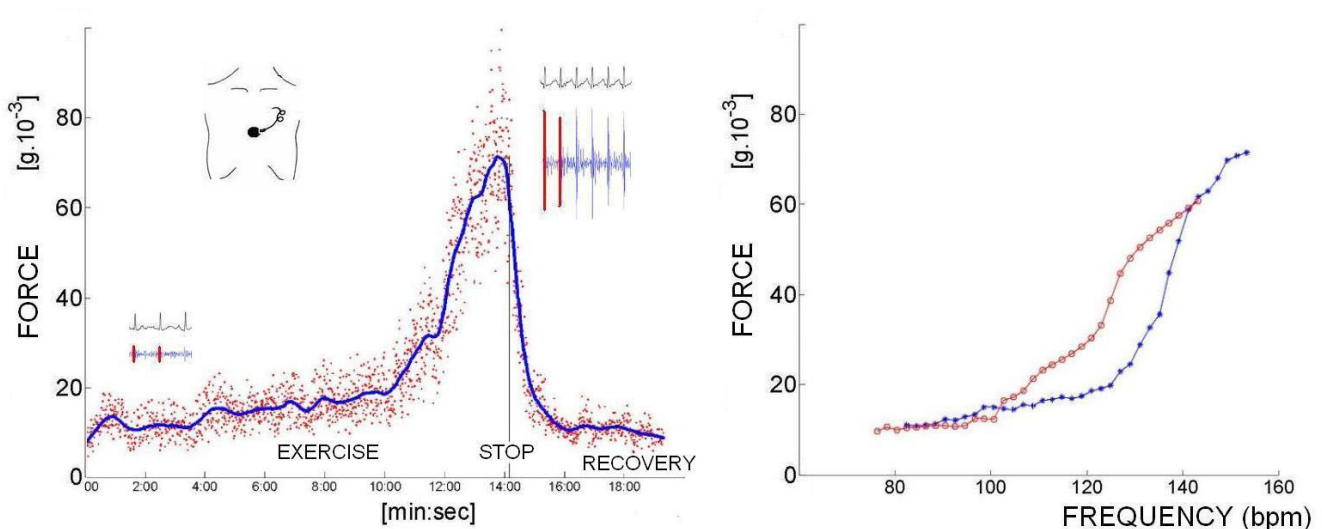 FORCE [g.10-3]
80
60
40
20
0
EXERCISE
STOP
RECOVERY
:00 2:00 4:00 6:00 8:00 10:00 12:00 14:00 16:00 18:00
[min:sec]
FORCE [g.10-3]
80
60
40
20
0
80 100 120 140 160
FREQUENCY (bpm)